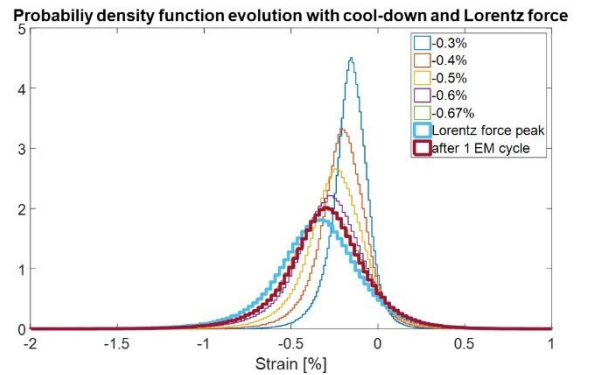 Probabiliy density function evolution with cool-down and Lorentz force
5
4
3
2
1
0
-0.3%
-0.4%
-0.5%
-0.6%
-0.67%
Lorentz force peak
after 1 EM cycle
-2 -1.5 -1 -0.5 0 0.5 1
Strain [%]